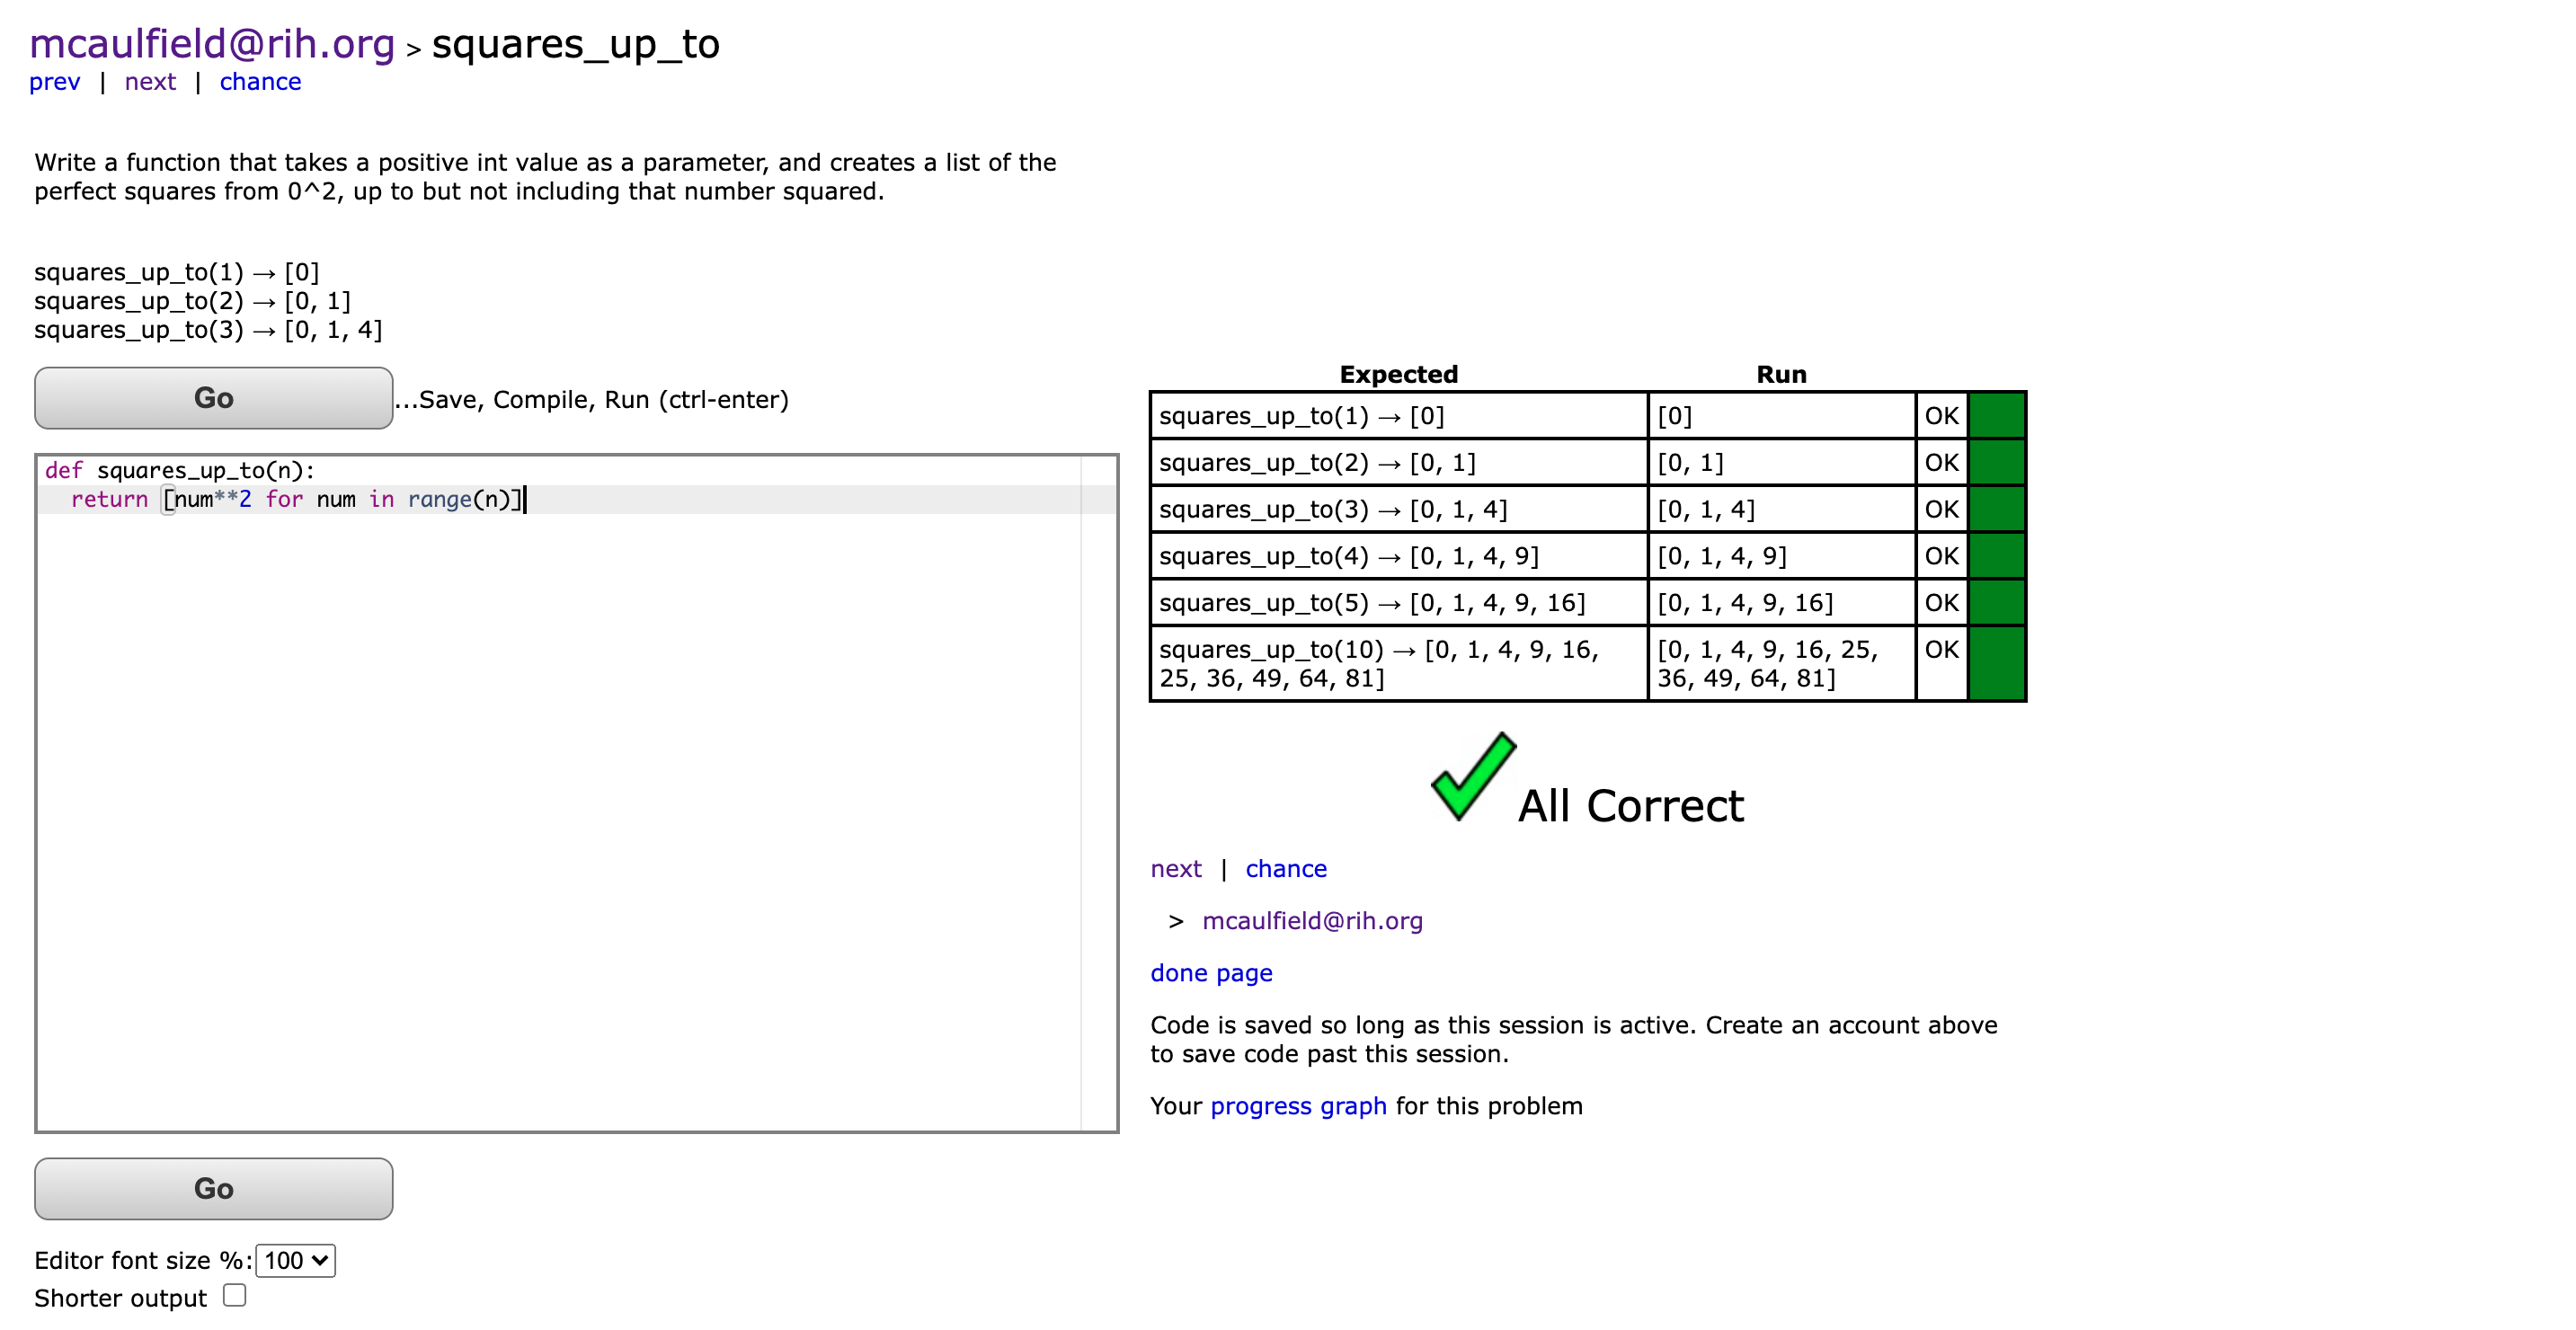 mcaulfield@rih.org > squares_up_to
prev | next | chance
Write a function that takes a positive int value as a parameter, and creates a list of the
perfect squares from 0^2, up to but not including that number squared.
squares_up_to(1) → [0]
squares_up_to(2) → [0, 1]
squares_up_to(3) → [0, 1, 4]
Go ...Save, Compile, Run (ctrl-enter)
def squares_up_to(n):
  return [num**2 for num in range(n)]
Go
Editor font size %: 100
Shorter output
Expected Run
squares_up_to(1) → [0] [0] OK
squares_up_to(2) → [0, 1] [0, 1] OK
squares_up_to(3) → [0, 1, 4] [0, 1, 4] OK
squares_up_to(4) → [0, 1, 4, 9] [0, 1, 4, 9] OK
squares_up_to(5) → [0, 1, 4, 9, 16] [0, 1, 4, 9, 16] OK
squares_up_to(10) → [0, 1, 4, 9, 16, [0, 1, 4, 9, 16, 25, OK
25, 36, 49, 64, 81] 36, 49, 64, 81]
All Correct
next | chance
> mcaulfield@rih.org
done page
Code is saved so long as this session is active. Create an account above
to save code past this session.
Your progress graph for this problem